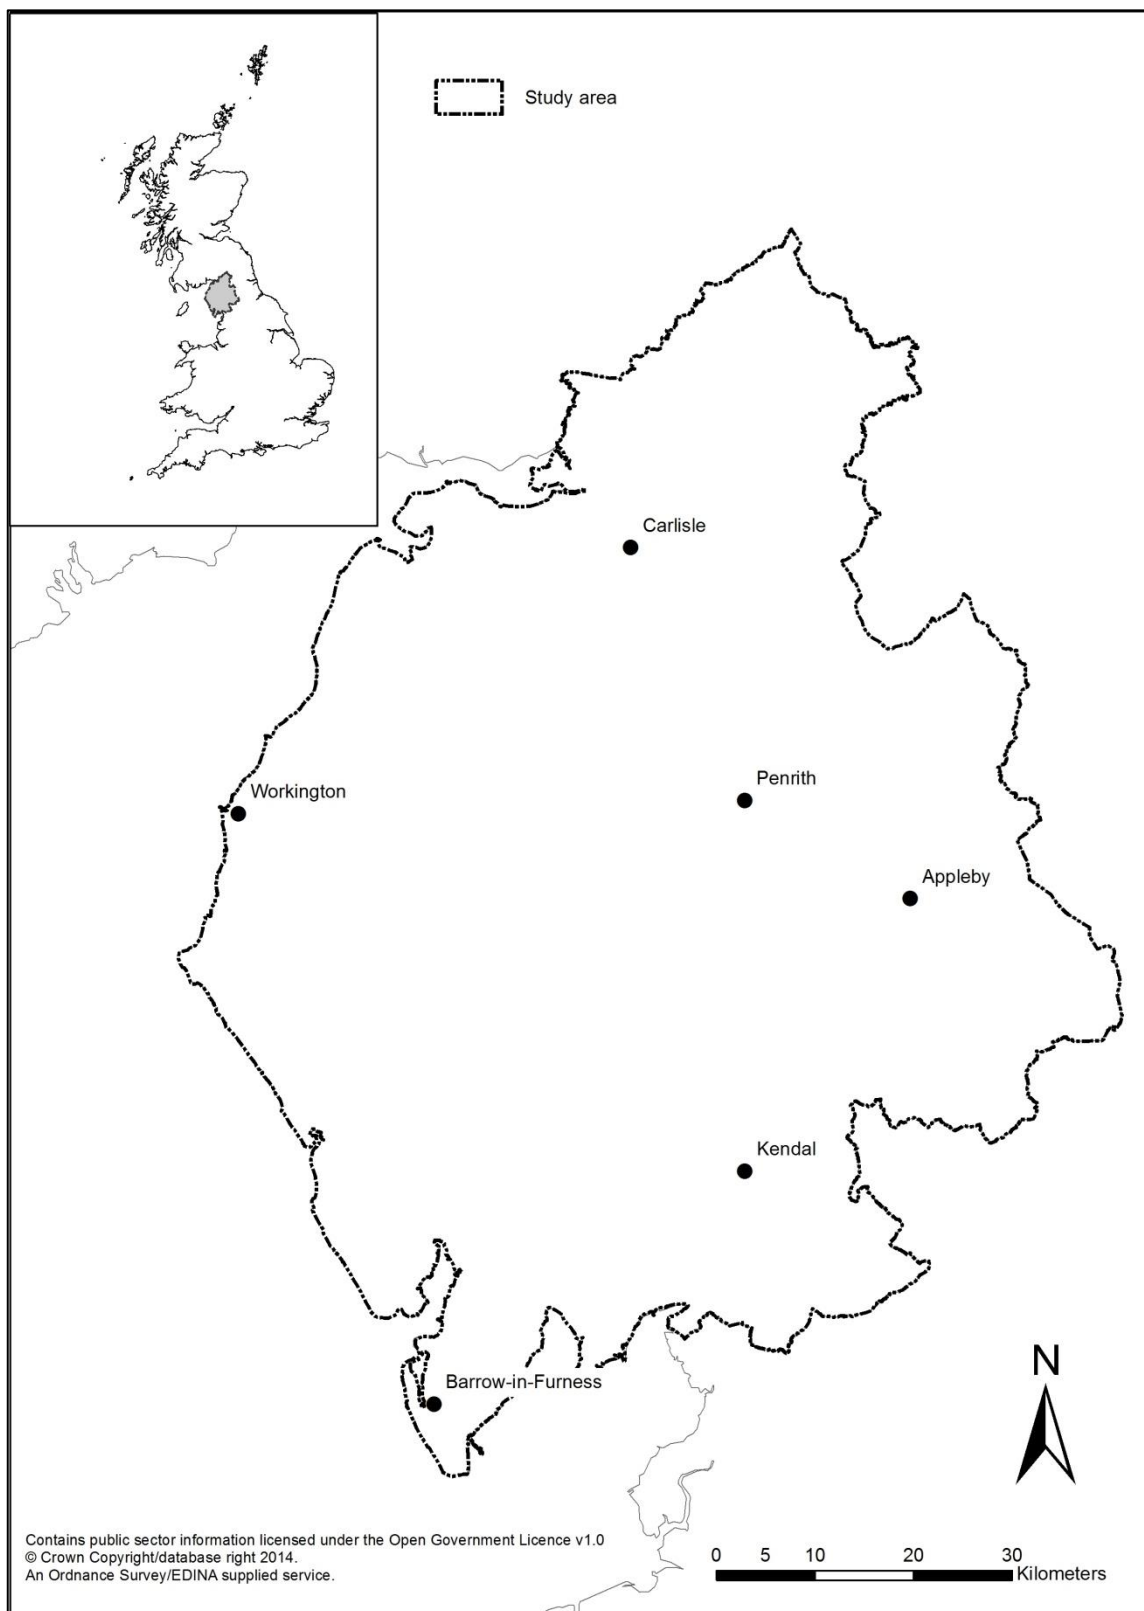 Study area
Carlisle
Workington
Penrith
Appleby
Kendal
Barrow-in-Furness
N
Contains public sector information licensed under the Open Government Licence v1.0
© Crown Copyright/database right 2014.
An Ordnance Survey/EDINA supplied service.
0 5 10 20 30
Kilometers